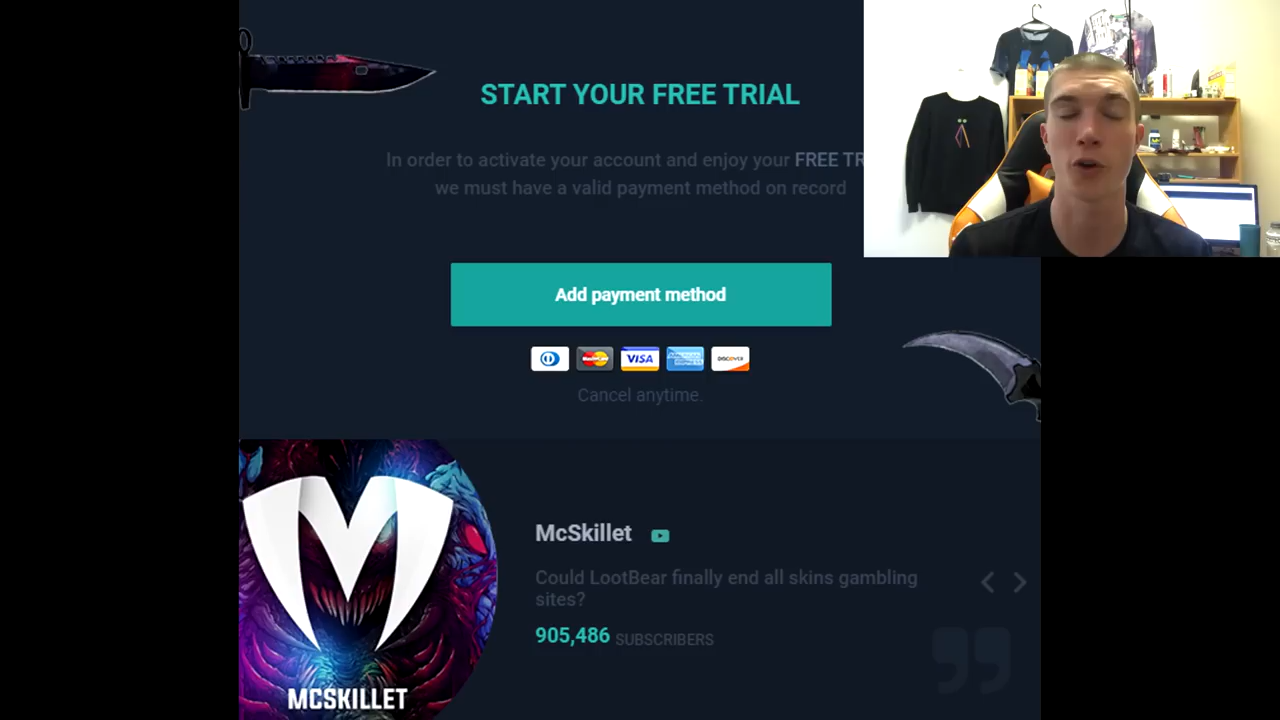 START YOUR FREE TRIAL
In order to activate your account and enjoy your FREE TR
we must have a valid payment method on record
Add payment method
VISA
DISCOVER
Cancel anytime.
McSkillet
Could LootBear finally end all skins gambling
sites?
905,486 SUBSCRIBERS
MCSKILLET